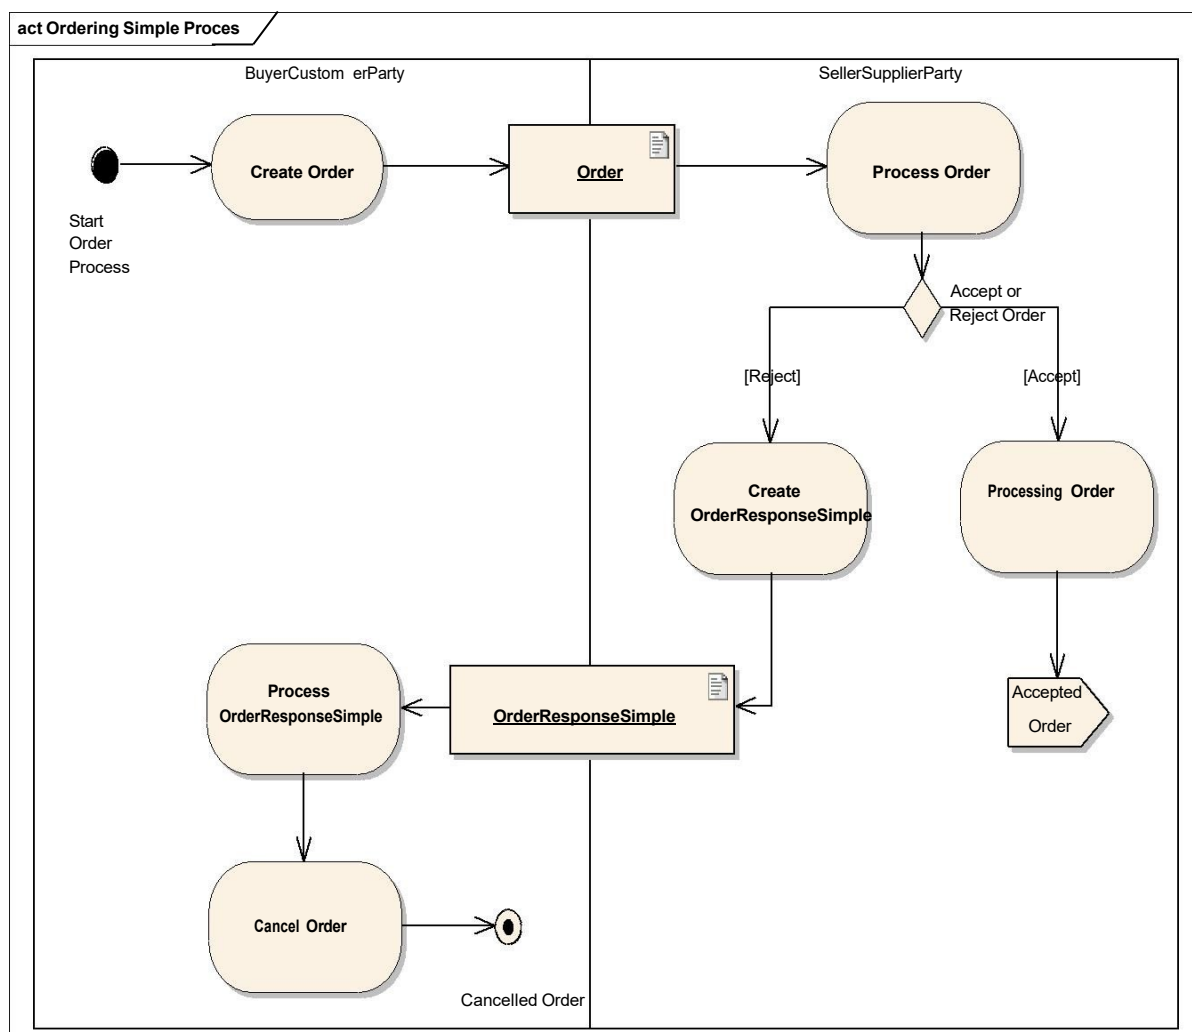 act Ordering Simple Proces
BuyerCustom erParty
SellerSupplierParty
Create Order
Order
Process Order
Start
Order
Process
Accept or
Reject Order
[Reject]
[Accept]
Create
OrderResponseSimple
Processing Order
Process
OrderResponseSimple
OrderResponseSimple
Accepted
Order
Cancel Order
Cancelled Order